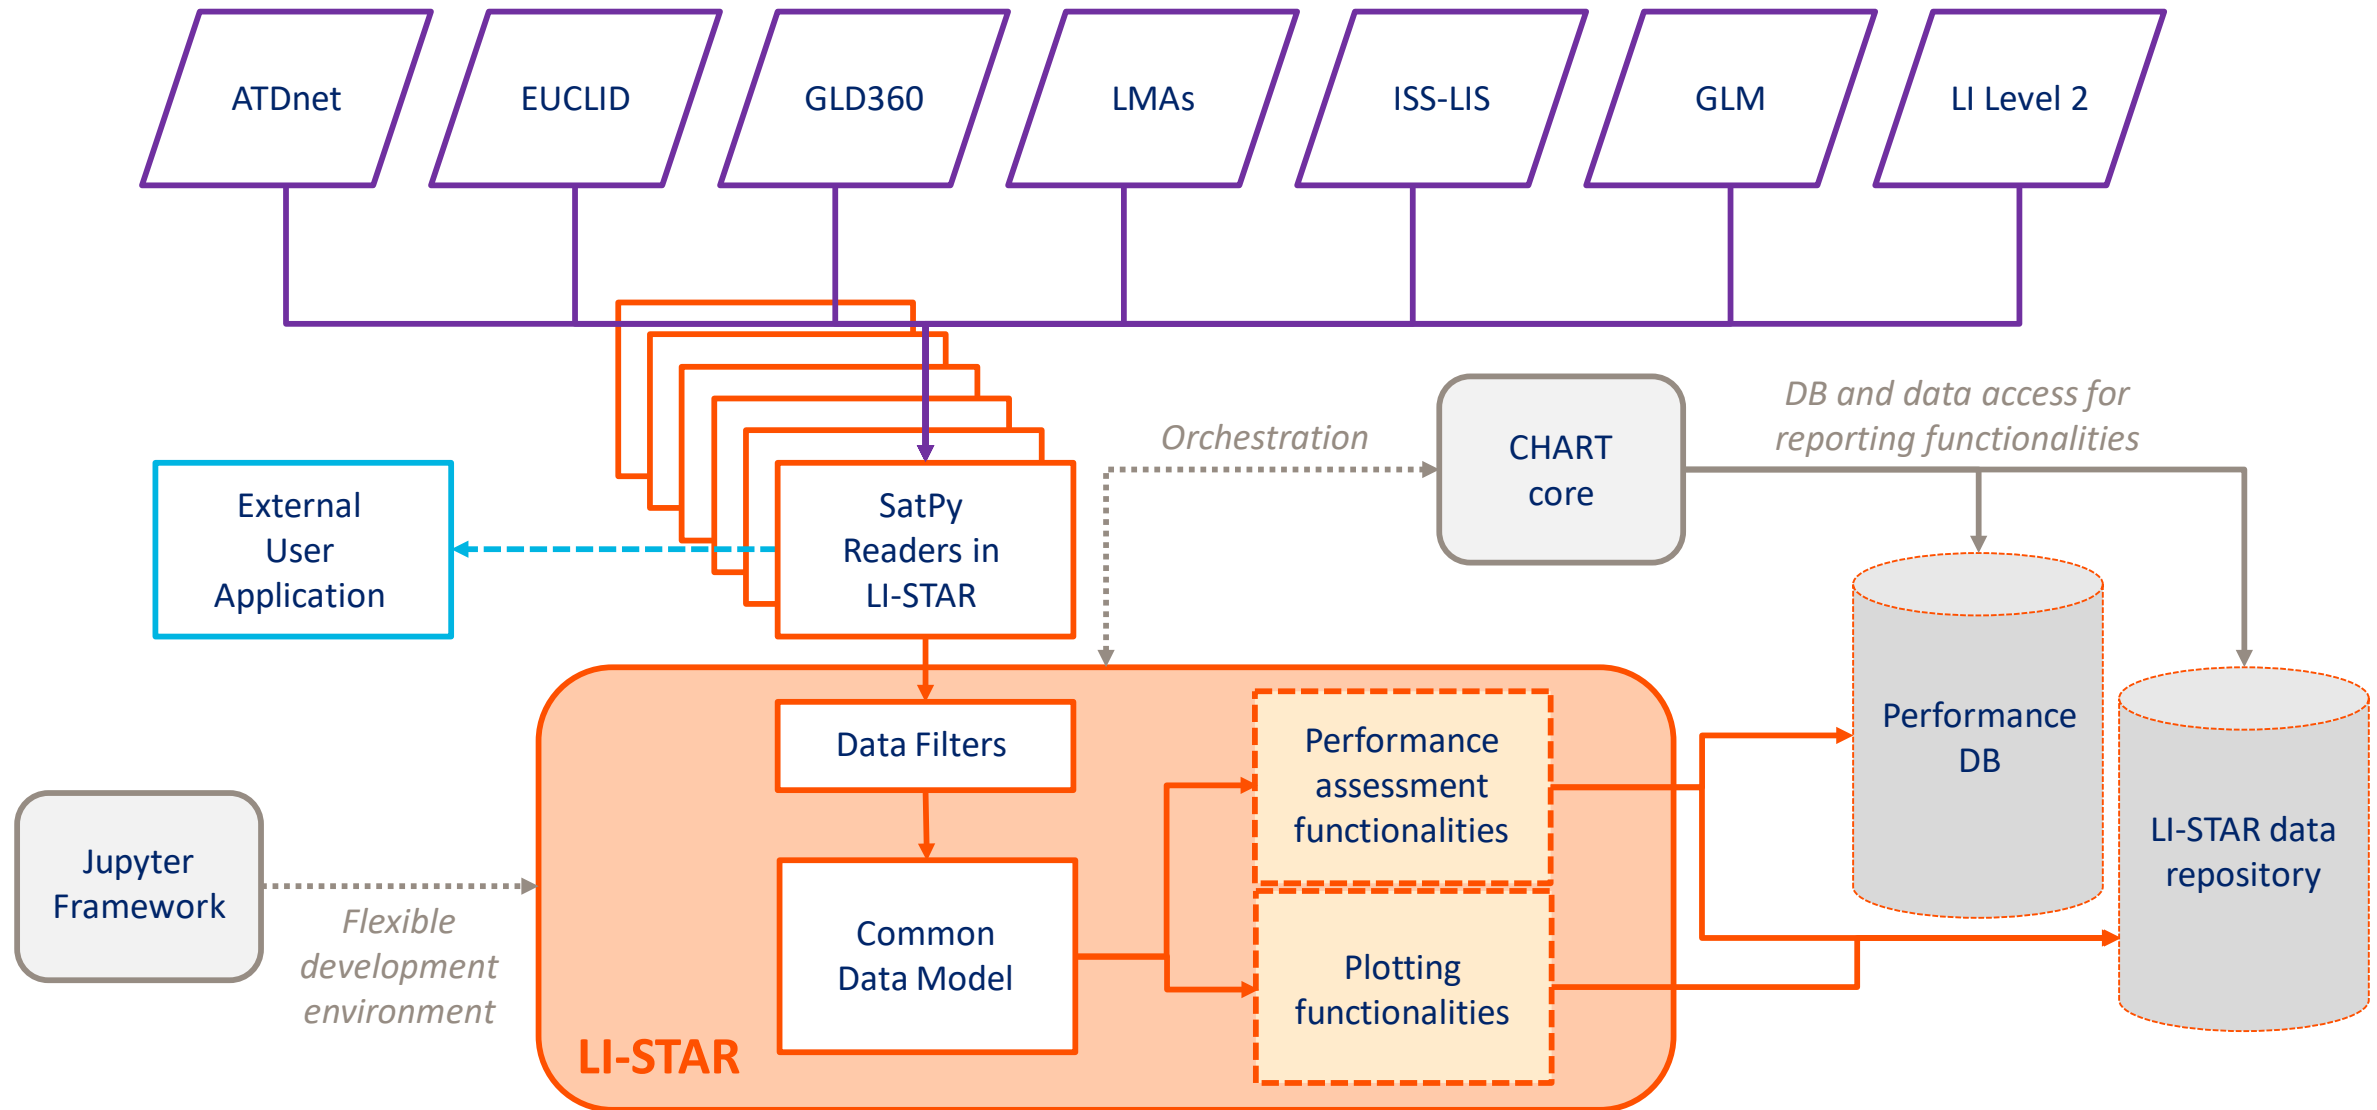 ATDnet
EUCLID
GLD360
LMAs
ISS-LIS
GLM
LI Level 2
Orchestration
CHART
core
DB and data access for
reporting functionalities
External
User
Application
SatPy
Readers in
LI-STAR
Data Filters
Performance
assessment
functionalities
Performance
DB
LI-STAR data
repository
Jupyter
Framework
Flexible
development
environment
Common
Data Model
Plotting
functionalities
LI-STAR